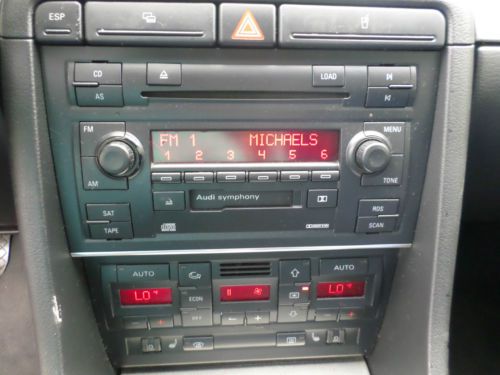 ESP
CD
LOAD
AS
FM
FM 1 MICHAELS
MENU
1 2 3 4 5 6
AM
TONE
SAT
Audi symphony
RDS
TAPE
SCAN
AUTO
AUTO
LO
ECON
LO
OFF